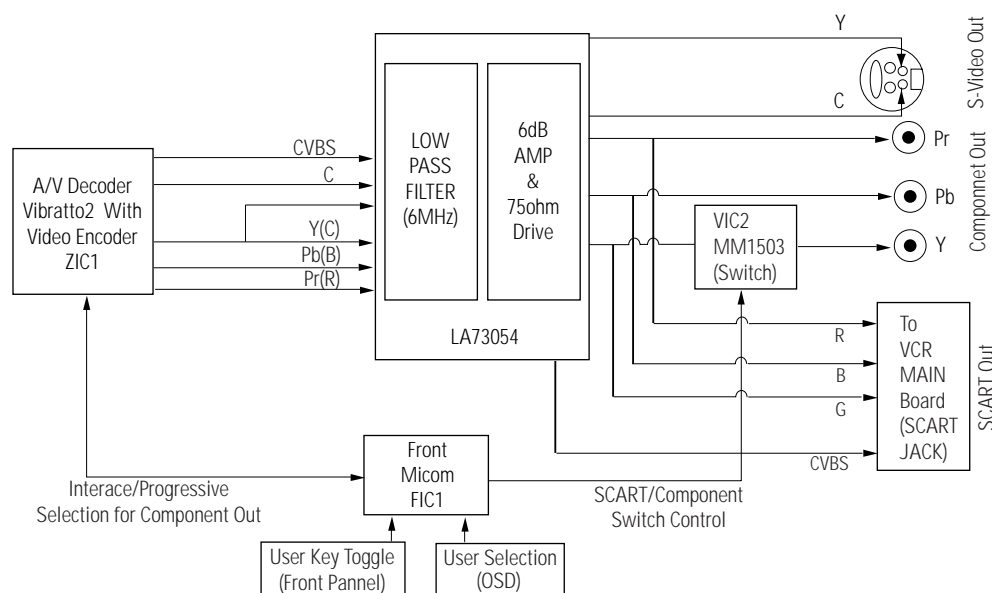 A/V Decoder
Vibratto2 With
Video Encoder
ZIC1
CVBS
C
Y(C)
Pb(B)
Pr(R)
LOW
PASS
FILTER
(6MHz)
6dB
AMP
&
75ohm
Drive
LA73054
Y
C
S-Video Out
Pr
Pb
Y
Componnet Out
VIC2
MM1503
(Switch)
R
B
G
CVBS
To
VCR
MAIN
Board
(SCART
JACK)
SCART Out
Front
Micom
FIC1
Interace/Progressive
Selection for Component Out
SCART/Component
Switch Control
User Key Toggle
(Front Pannel)
User Selection
(OSD)